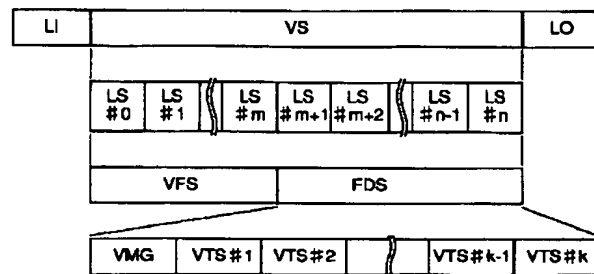 LI VS LO
LS #0 LS #1 LS #m LS #m+1 LS #m+2 LS #n-1 LS #n
VFS FDS
VMG VTS#1 VTS#2 VTS#k-1 VTS#k